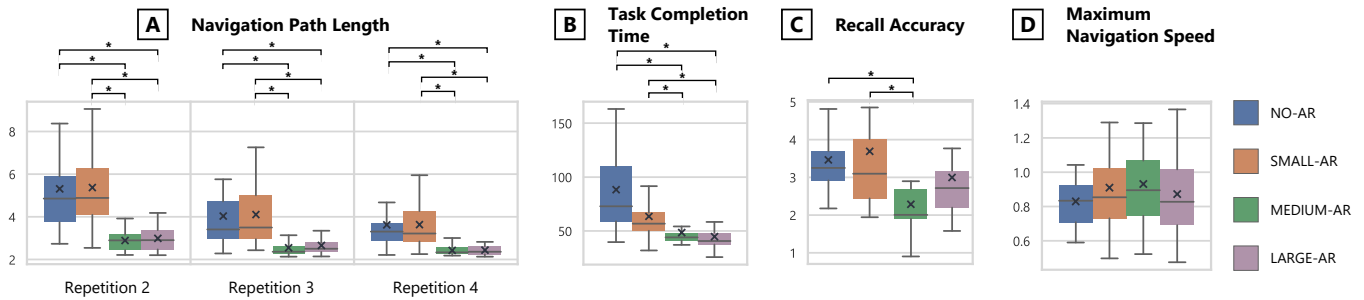 A Navigation Path Length
* * * *
* * * *
* * * *
8
6
4
2
Repetition 2 Repetition 3 Repetition 4
B Task Completion
Time
* * * *
150
100
50
C Recall Accuracy
* *
5
4
3
2
1
D Maximum
Navigation Speed
1.4
1.2
1.0
0.8
0.6
NO-AR
SMALL-AR
MEDIUM-AR
LARGE-AR